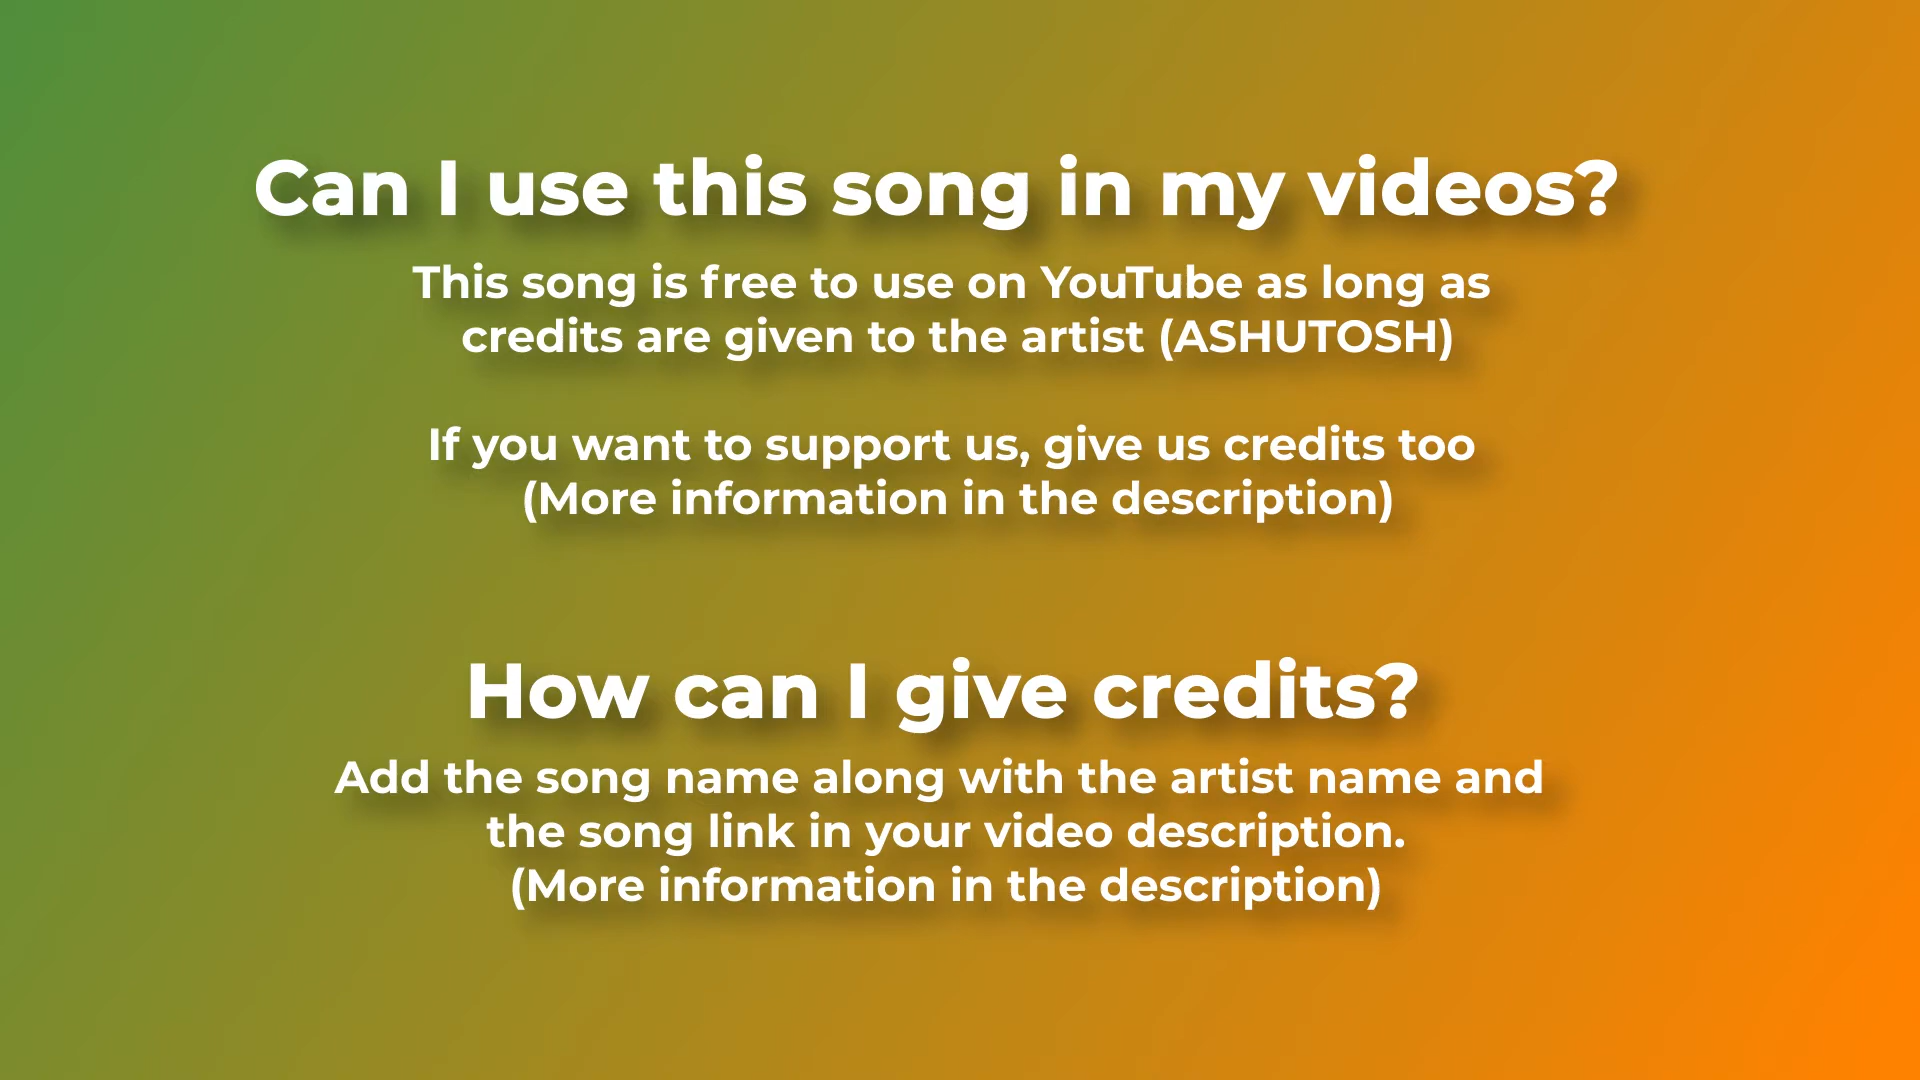 Can I use this song in my videos?
This song is free to use on YouTube as long as
credits are given to the artist (ASHUTOSH)
If you want to support us, give us credits too
(More information in the description)
How can I give credits?
Add the song name along with the artist name and
the song link in your video description.
(More information in the description)